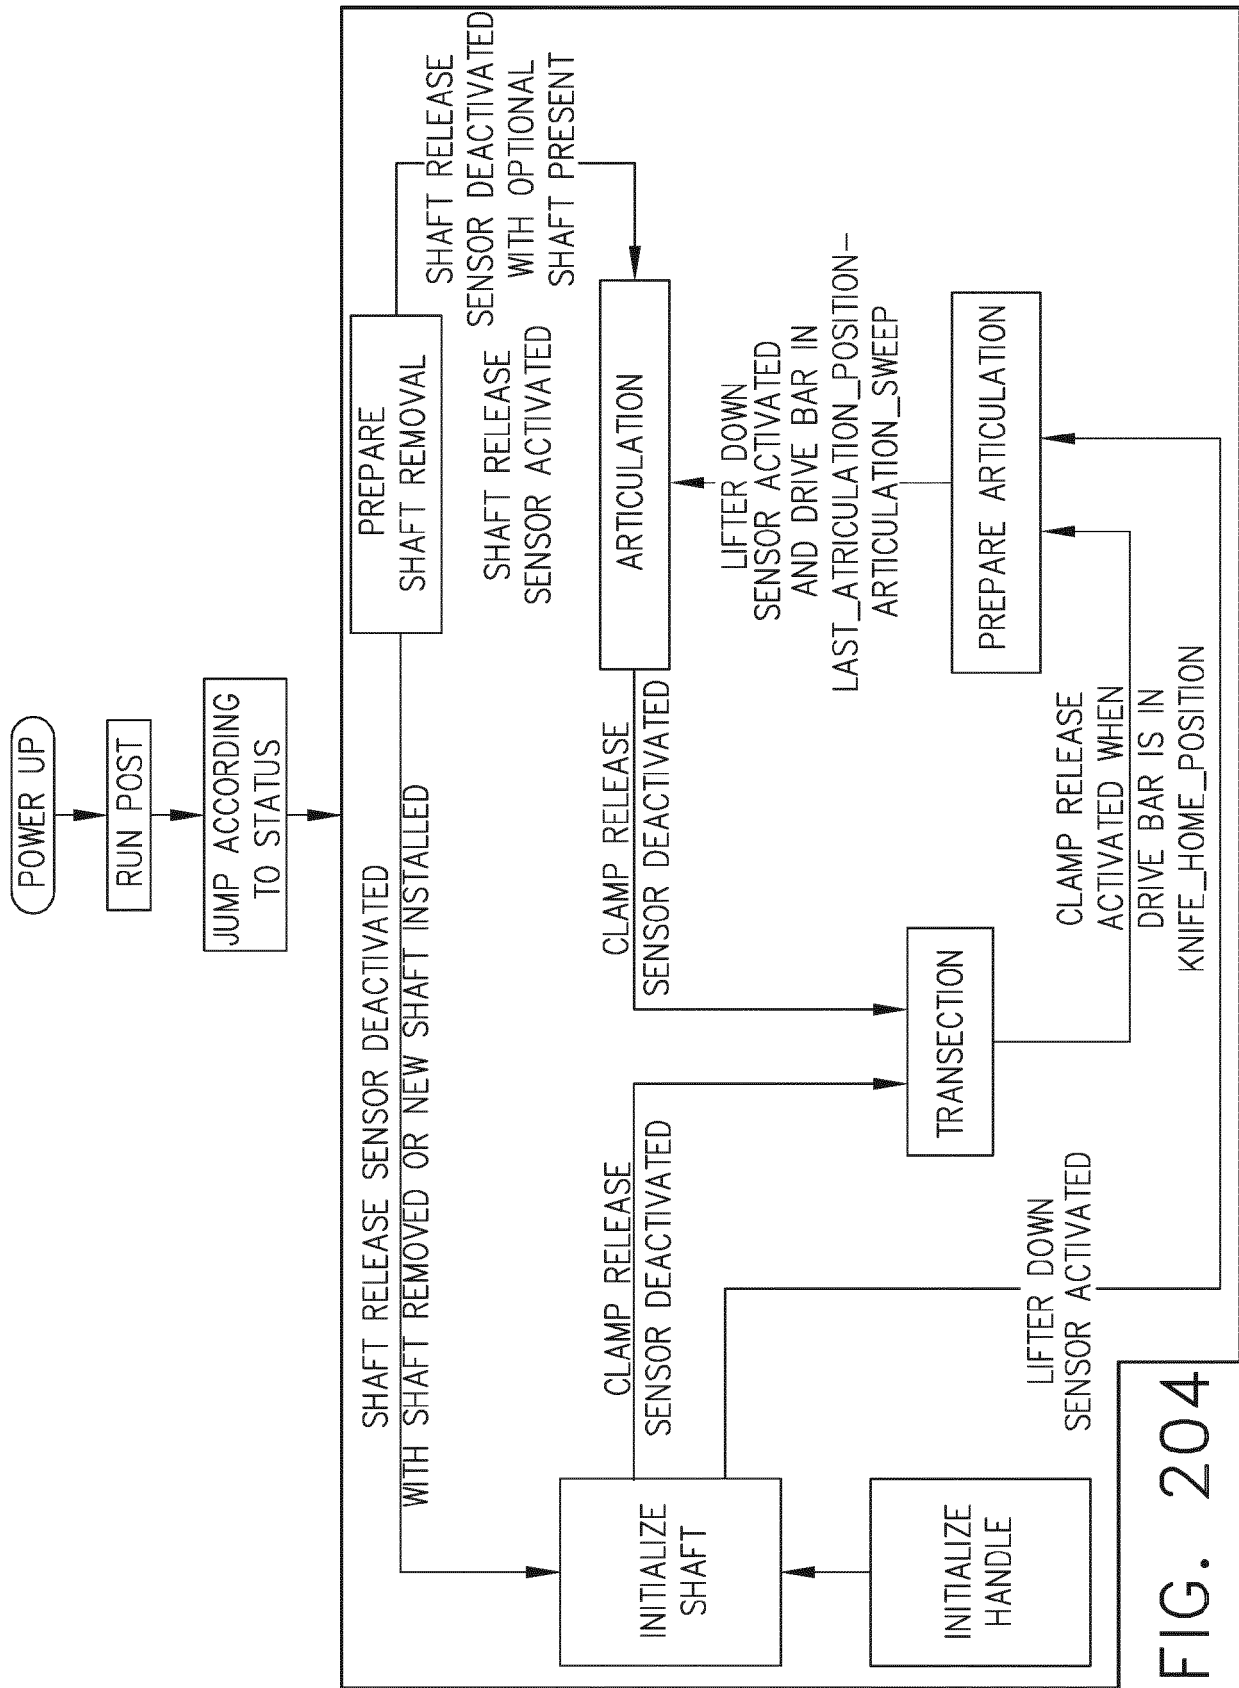 POWER UP
RUN POST
JUMP ACCORDING
TO STATUS
SHAFT RELEASE SENSOR DEACTIVATED
WITH SHAFT REMOVED OR NEW SHAFT INSTALLED
PREPARE
SHAFT REMOVAL
SHAFT RELEASE
SENSOR DEACTIVATED
WITH OPTIONAL
SHAFT PRESENT
SHAFT RELEASE
SENSOR ACTIVATED
INITIALIZE
SHAFT
CLAMP RELEASE
SENSOR DEACTIVATED
CLAMP RELEASE
SENSOR DEACTIVATED
ARTICULATION
LIFTER DOWN
SENSOR ACTIVATED
AND DRIVE BAR IN
LAST_ATRICULATION_POSITION–
ARTICULATION_SWEEP
INITIALIZE
HANDLE
TRANSECTION
PREPARE ARTICULATION
LIFTER DOWN
SENSOR ACTIVATED
CLAMP RELEASE
ACTIVATED WHEN
DRIVE BAR IS IN
KNIFE_HOME_POSITION
FIG. 204